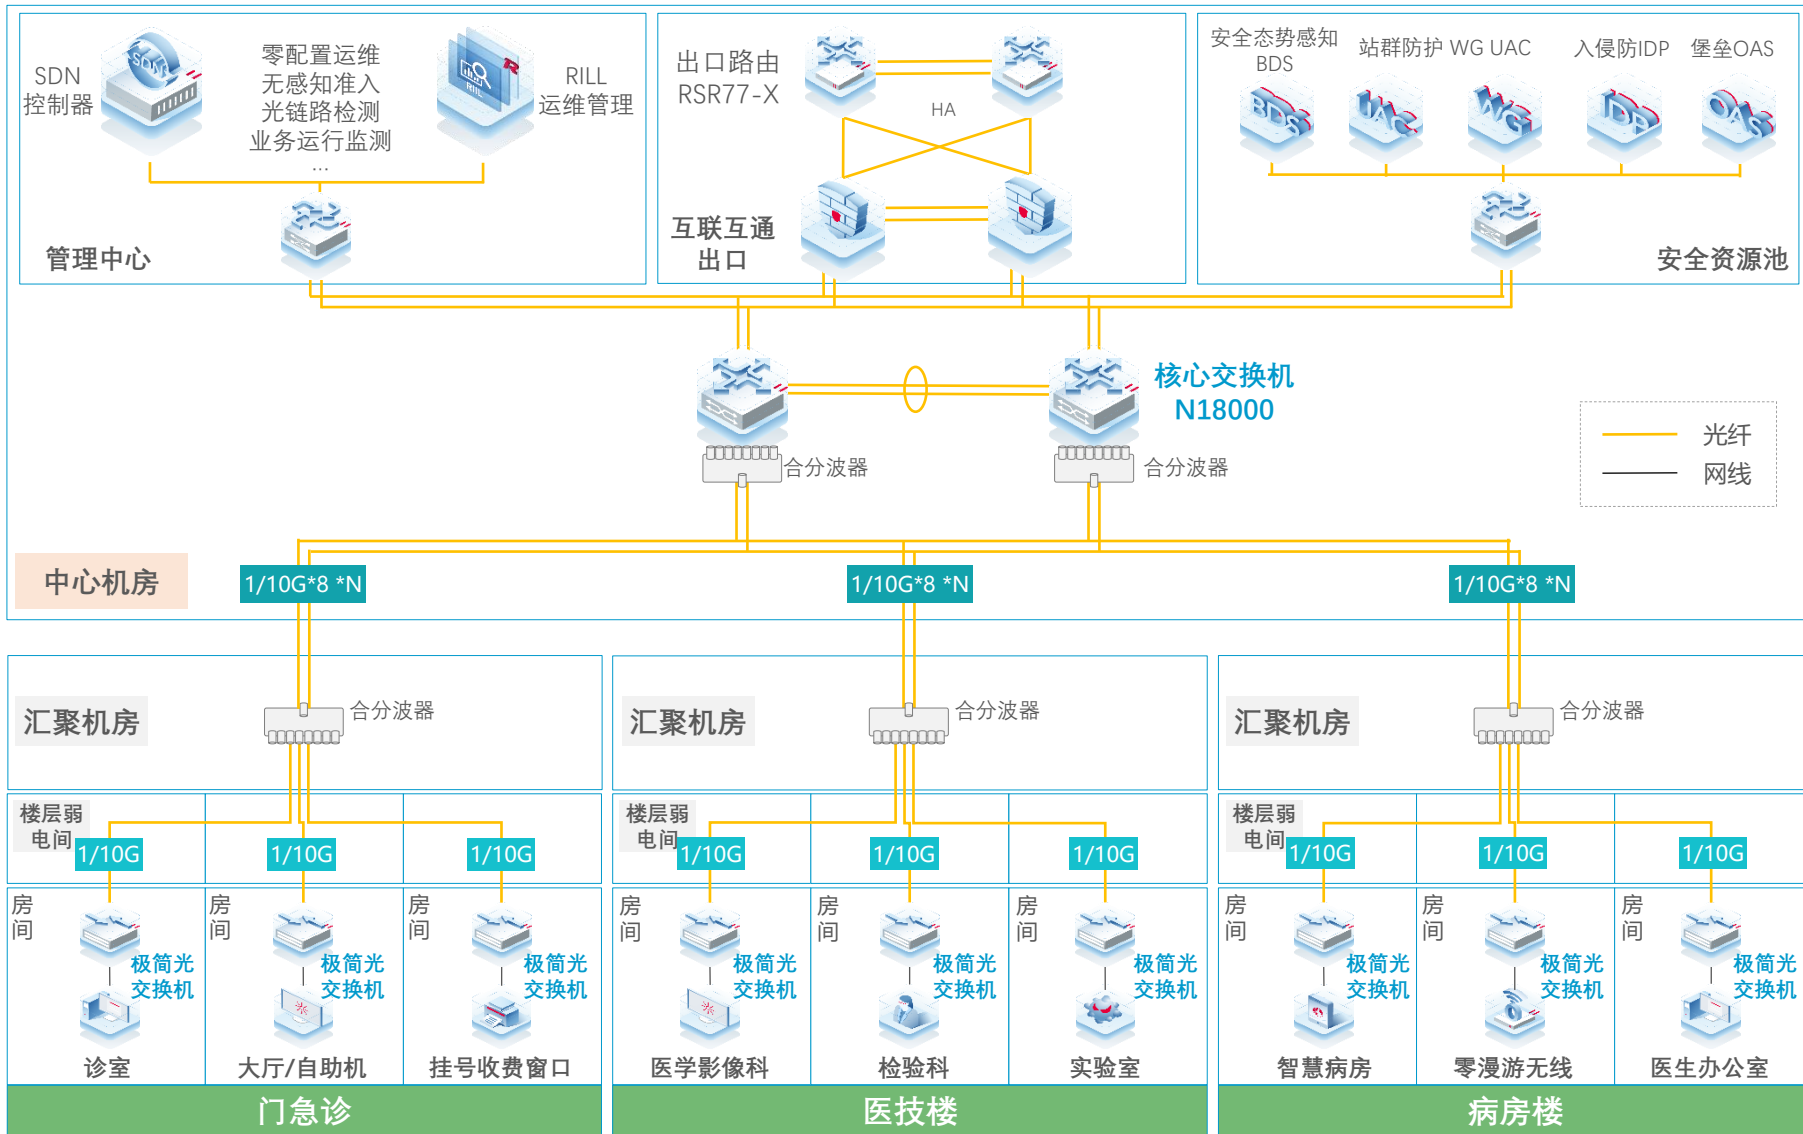 SDN
控制器
零配置运维
无感知准入
光链路检测
业务运行监测
...
RILL
运维管理
管理中心
SDN
RIIL
R
出口路由
RSR77-X
HA
互联互通
出口
安全态势感知
BDS
站群防护 WG UAC
入侵防IDP
堡垒OAS
BDS
UAC
WG
IDP
OAS
安全资源池
核心交换机
N18000
合分波器
合分波器
光纤
网线
中心机房
1/10G*8 *N
1/10G*8 *N
1/10G*8 *N
汇聚机房
合分波器
汇聚机房
合分波器
汇聚机房
合分波器
楼层弱
电间
1/10G
1/10G
1/10G
楼层弱
电间
1/10G
1/10G
1/10G
楼层弱
电间
1/10G
1/10G
1/10G
房
间
极简光
交换机
诊室
房
间
极简光
交换机
大厅/自助机
房
间
极简光
交换机
挂号收费窗口
房
间
极简光
交换机
医学影像科
房
间
极简光
交换机
检验科
房
间
极简光
交换机
实验室
房
间
极简光
交换机
智慧病房
房
间
极简光
交换机
零漫游无线
房
间
极简光
交换机
医生办公室
门急诊
医技楼
病房楼